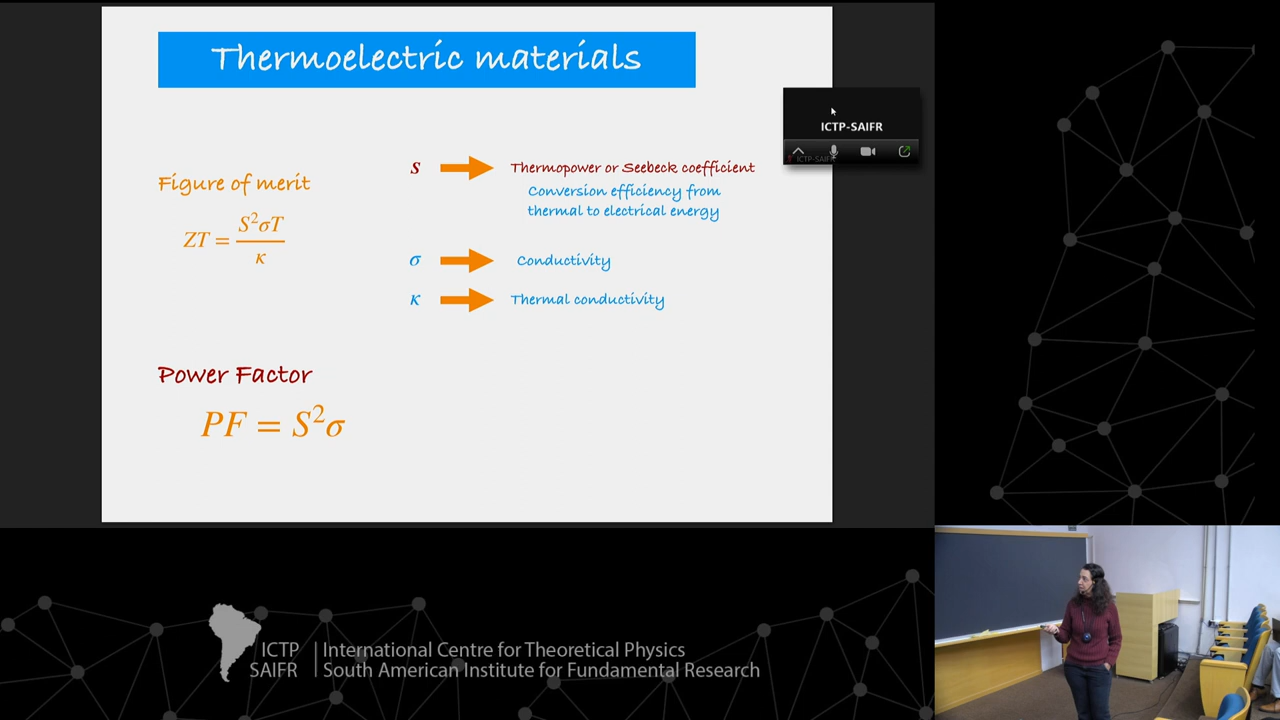 Thermoelectric materials
Figure of merit
ZT = S²σT / κ
S
Thermopower or Seebeck coefficient
Conversion efficiency from
thermal to electrical energy
σ
Conductivity
κ
Thermal conductivity
Power Factor
PF = S²σ
ICTP-SAIFR
ICTP-SAIFR
ICTP
SAIFR
International Centre for Theoretical Physics
South American Institute for Fundamental Research